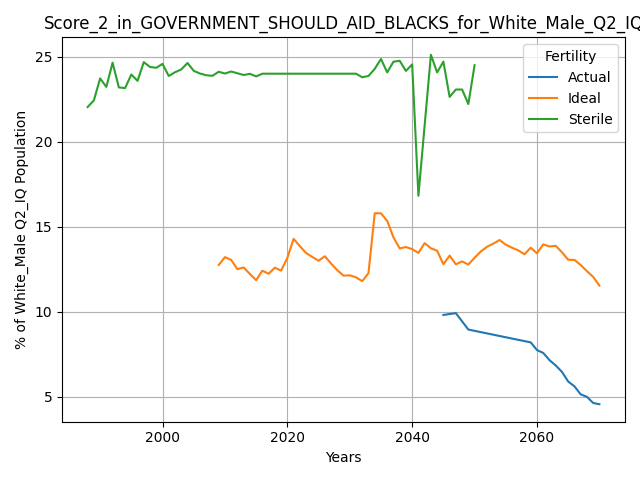 Score_2_in_GOVERNMENT_SHOULD_AID_BLACKS_for_White_Male_Q2_IQ
% of White_Male Q2_IQ Population
25
20
15
10
5
2000
2020
2040
2060
Years
Fertility
Actual
Ideal
Sterile